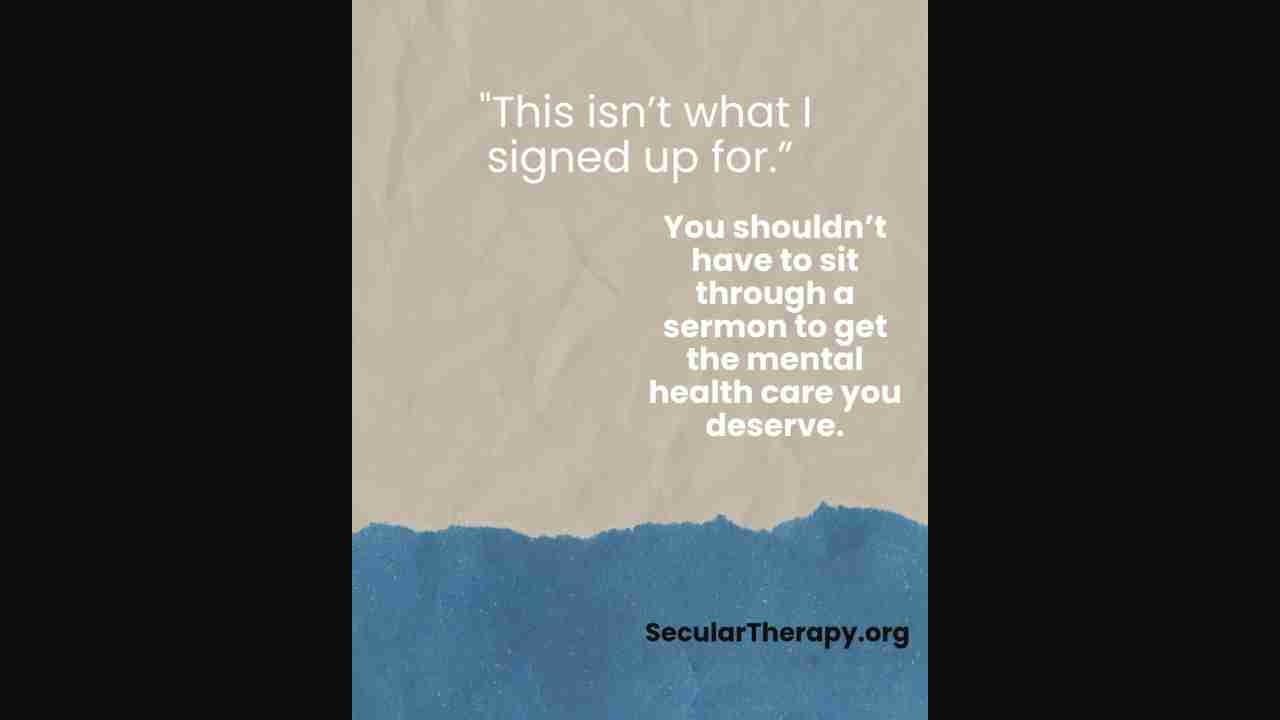 "This isn’t what I
signed up for.”
You shouldn’t
have to sit
through a
sermon to get
the mental
health care you
deserve.
SecularTherapy.org